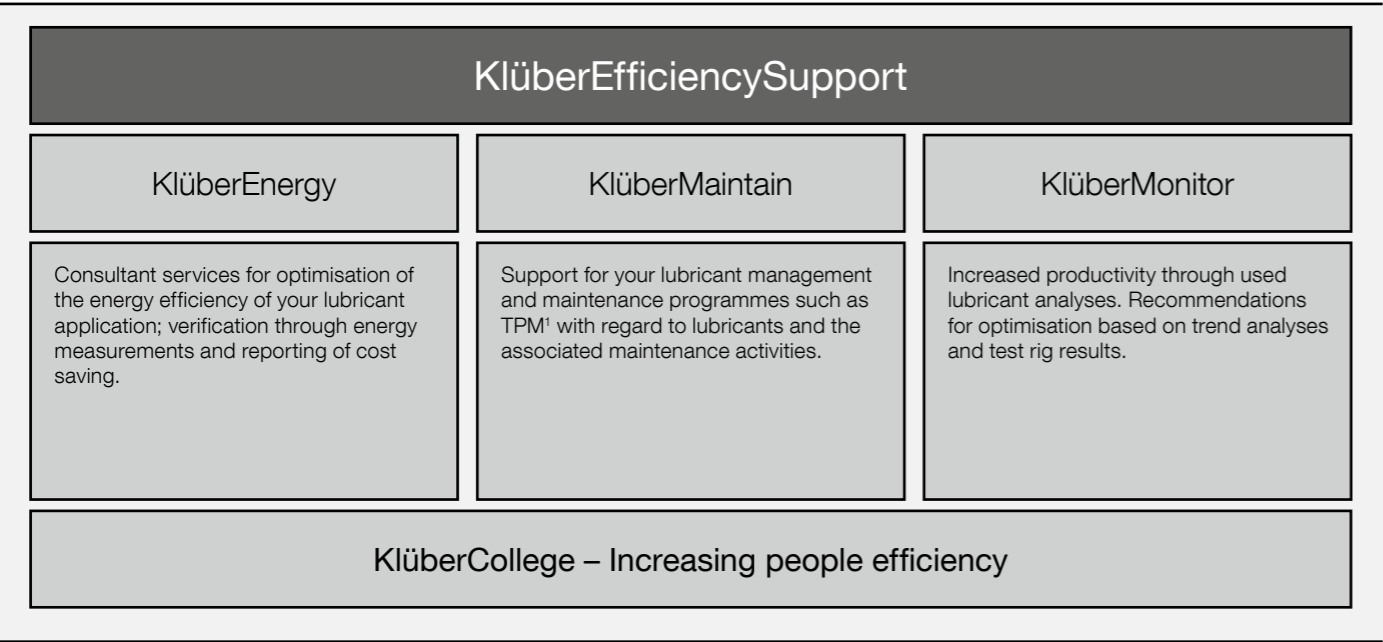 KlüberEfficiencySupport
KlüberEnergy
KlüberMaintain
KlüberMonitor
Consultant services for optimisation of
the energy efficiency of your lubricant
application; verification through energy
measurements and reporting of cost
saving.
Support for your lubricant management
and maintenance programmes such as
TPM¹ with regard to lubricants and the
associated maintenance activities.
Increased productivity through used
lubricant analyses. Recommendations
for optimisation based on trend analyses
and test rig results.
KlüberCollege – Increasing people efficiency